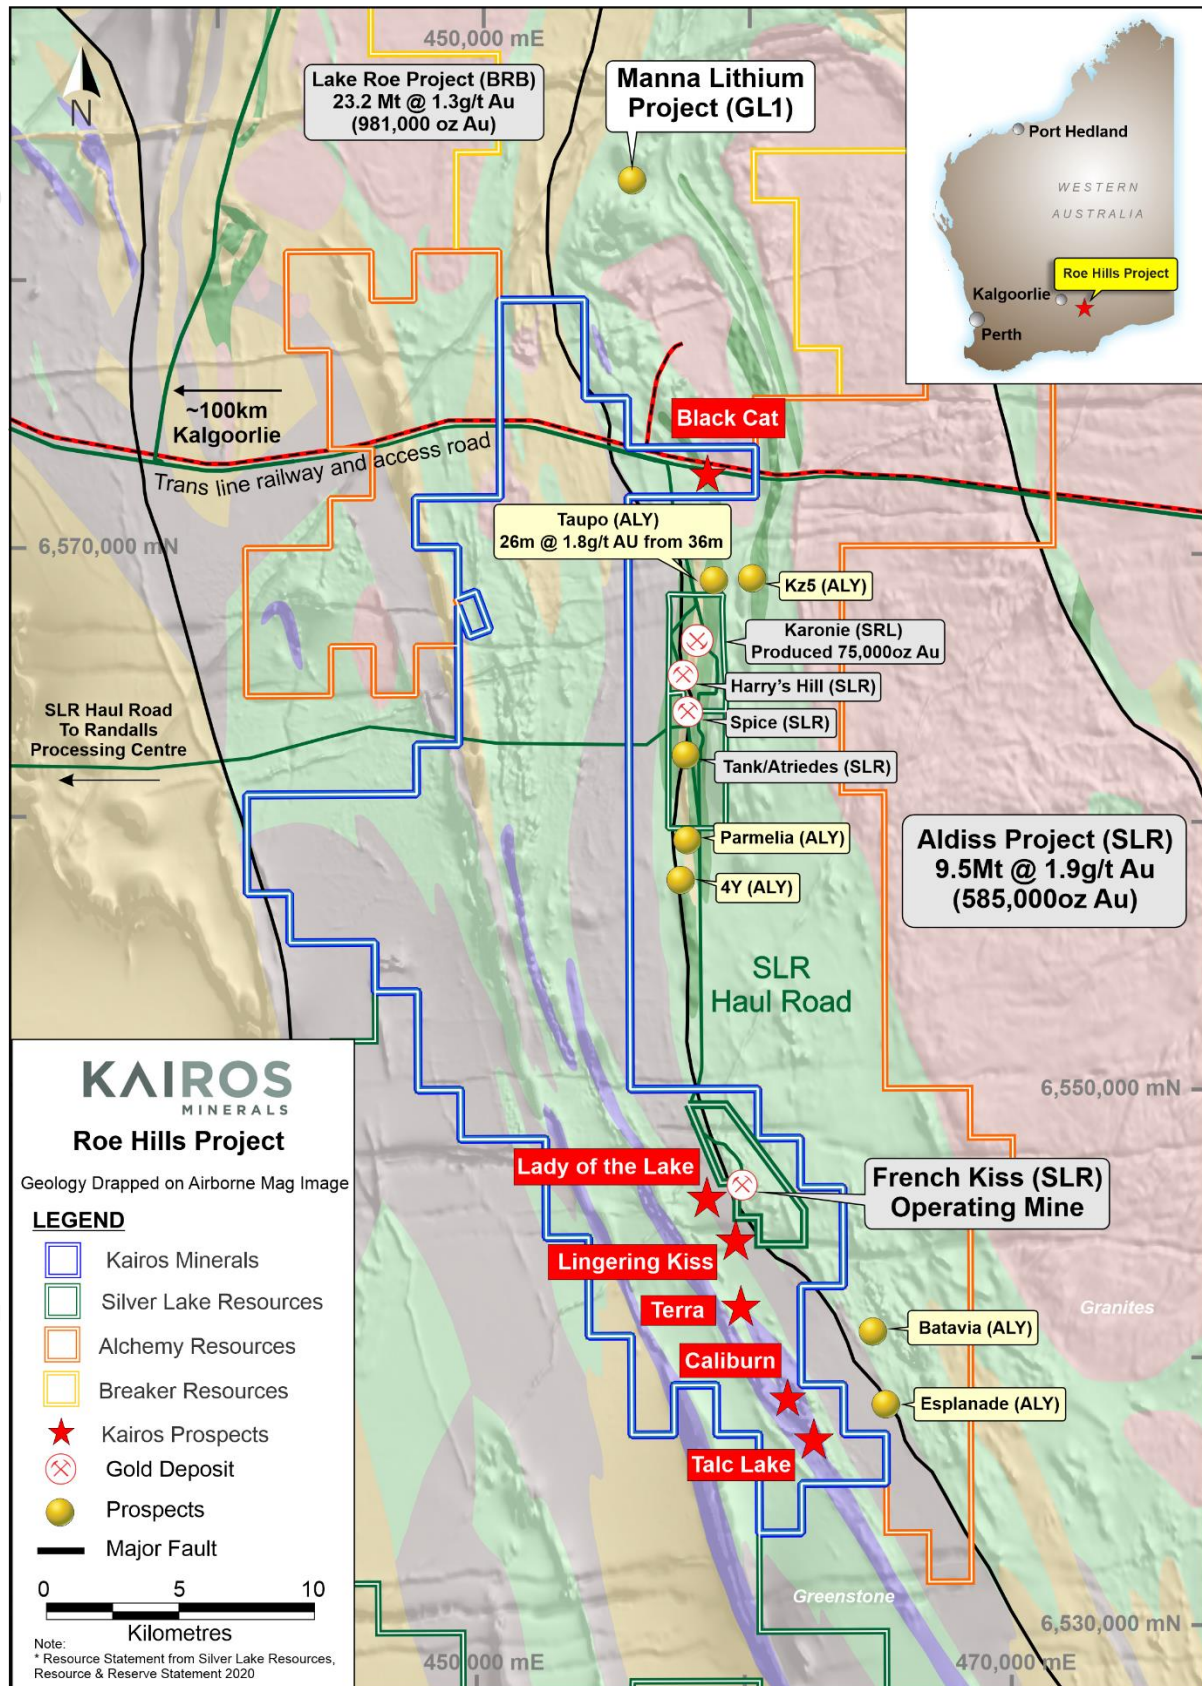 450,000 mE
N
Lake Roe Project (BRB)
23.2 Mt @ 1.3g/t Au
(981,000 oz Au)
Manna Lithium
Project (GL1)
Port Hedland
WESTERN
AUSTRALIA
Roe Hills Project
Kalgoorlie
Perth
~100km
Kalgoorlie
Trans line railway and access road
Black Cat
6,570,000 mN
Taupo (ALY)
26m @ 1.8g/t AU from 36m
Kz5 (ALY)
Karonie (SRL)
Produced 75,000oz Au
Harry's Hill (SLR)
Spice (SLR)
SLR Haul Road
To Randalls
Processing Centre
Tank/Atriedes (SLR)
Parmelia (ALY)
4Y (ALY)
Aldiss Project (SLR)
9.5Mt @ 1.9g/t Au
(585,000oz Au)
SLR
Haul Road
6,550,000 mN
Lady of the Lake
French Kiss (SLR)
Operating Mine
Lingering Kiss
Terra
Granites
Batavia (ALY)
Caliburn
Esplanade (ALY)
Talc Lake
Greenstone
6,530,000 mN
450,000 mE
470,000 mE
KAIROS
MINERALS
Roe Hills Project
Geology Drapped on Airborne Mag Image
LEGEND
Kairos Minerals
Silver Lake Resources
Alchemy Resources
Breaker Resources
Kairos Prospects
Gold Deposit
Prospects
Major Fault
0 5 10
Kilometres
Note:
* Resource Statement from Silver Lake Resources,
Resource & Reserve Statement 2020